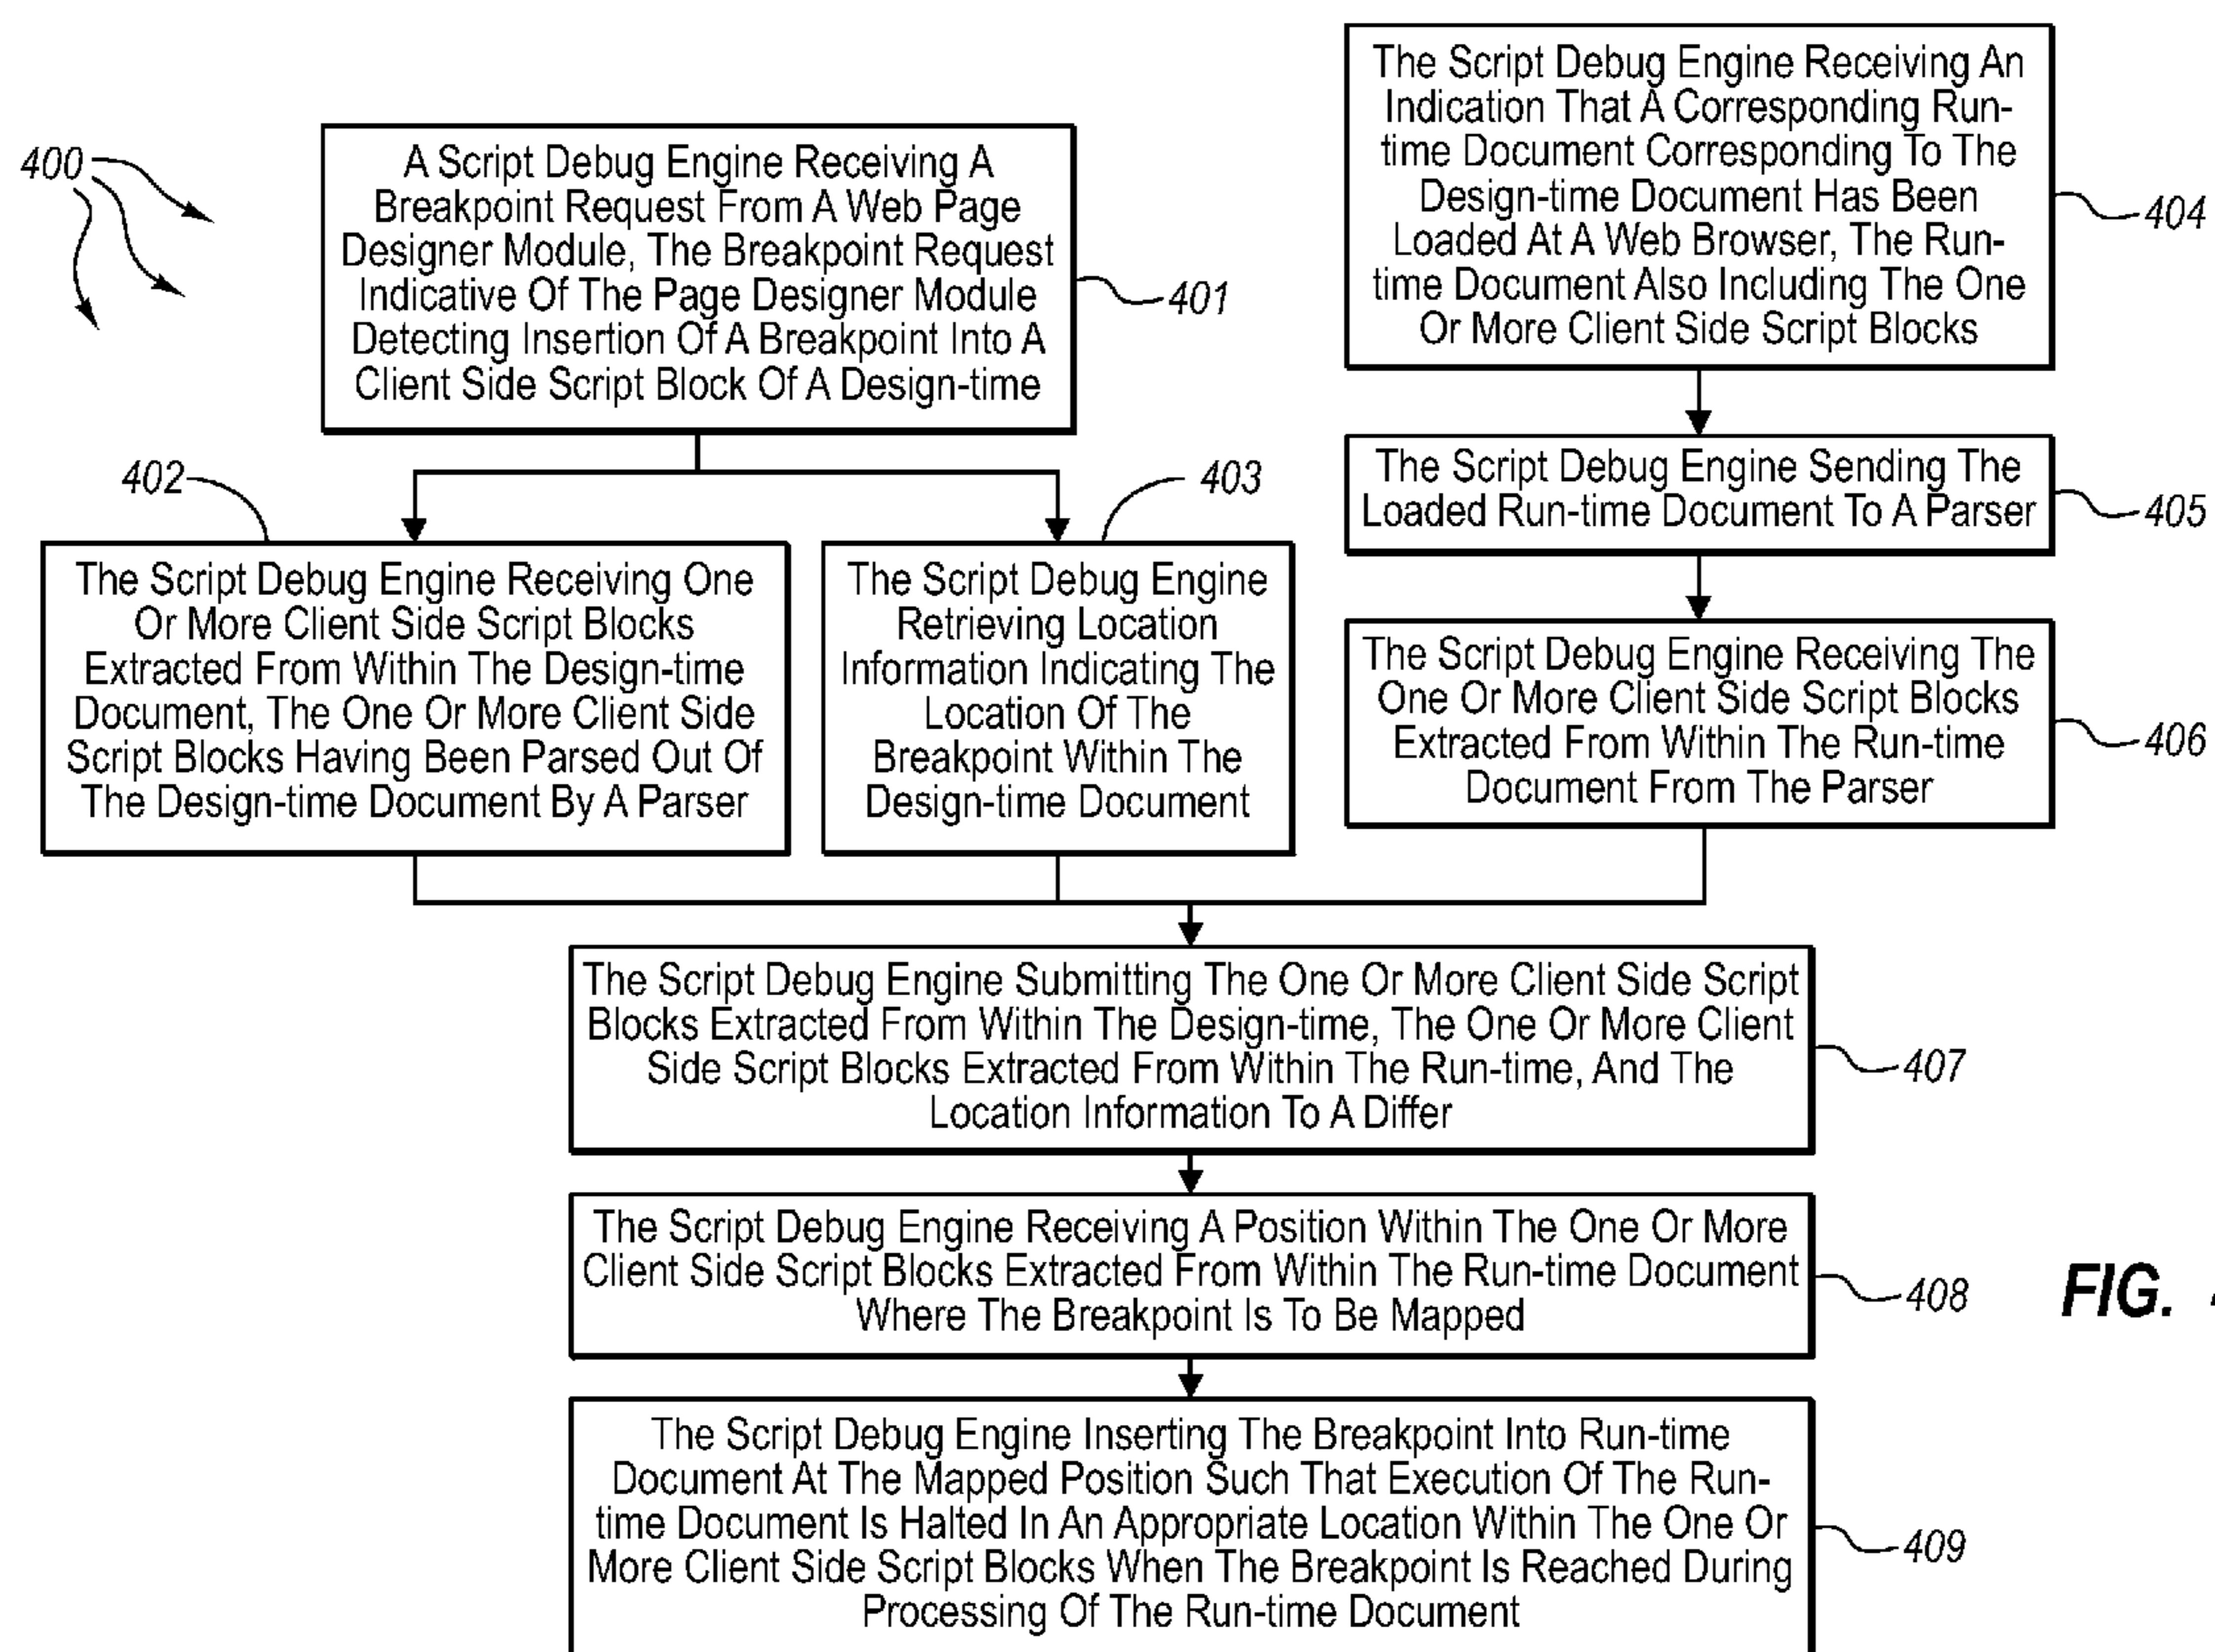 400
A Script Debug Engine Receiving A
Breakpoint Request From A Web Page
Designer Module, The Breakpoint Request
Indicative Of The Page Designer Module
Detecting Insertion Of A Breakpoint Into A
Client Side Script Block Of A Design-time
401
402
The Script Debug Engine Receiving One
Or More Client Side Script Blocks
Extracted From Within The Design-time
Document, The One Or More Client Side
Script Blocks Having Been Parsed Out Of
The Design-time Document By A Parser
403
The Script Debug Engine
Retrieving Location
Information Indicating The
Location Of The
Breakpoint Within The
Design-time Document
The Script Debug Engine Receiving An
Indication That A Corresponding Run-
time Document Corresponding To The
Design-time Document Has Been
Loaded At A Web Browser, The Run-
time Document Also Including The One
Or More Client Side Script Blocks
404
The Script Debug Engine Sending The
Loaded Run-time Document To A Parser
405
The Script Debug Engine Receiving The
One Or More Client Side Script Blocks
Extracted From Within The Run-time
Document From The Parser
406
The Script Debug Engine Submitting The One Or More Client Side Script
Blocks Extracted From Within The Design-time, The One Or More Client
Side Script Blocks Extracted From Within The Run-time, And The
Location Information To A Differ
407
The Script Debug Engine Receiving A Position Within The One Or More
Client Side Script Blocks Extracted From Within The Run-time Document
Where The Breakpoint Is To Be Mapped
408
The Script Debug Engine Inserting The Breakpoint Into Run-time
Document At The Mapped Position Such That Execution Of The Run-
time Document Is Halted In An Appropriate Location Within The One Or
More Client Side Script Blocks When The Breakpoint Is Reached During
Processing Of The Run-time Document
409
FIG.